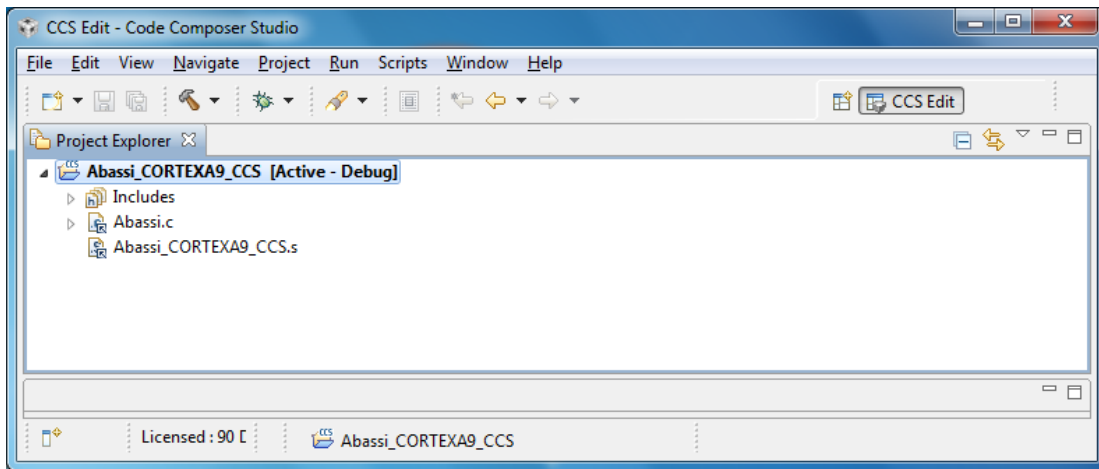 CCS Edit - Code Composer Studio
File Edit View Navigate Project Run Scripts Window Help
CCS Edit
Project Explorer
Abassi_CORTEXA9_CCS [Active - Debug]
Includes
Abassi.c
Abassi_CORTEXA9_CCS.s
Licensed : 90 Abassi_CORTEXA9_CCS